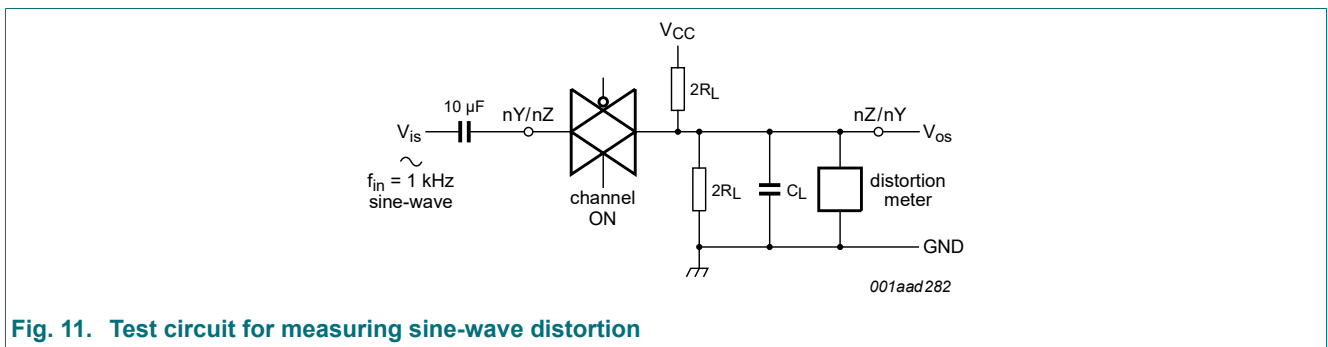 VCC
2RL
10 µF
nY/nZ
nZ/nY
Vis
Vos
fin = 1 kHz
sine-wave
channel
ON
2RL
CL
distortion
meter
GND
001aad282
Fig. 11. Test circuit for measuring sine-wave distortion